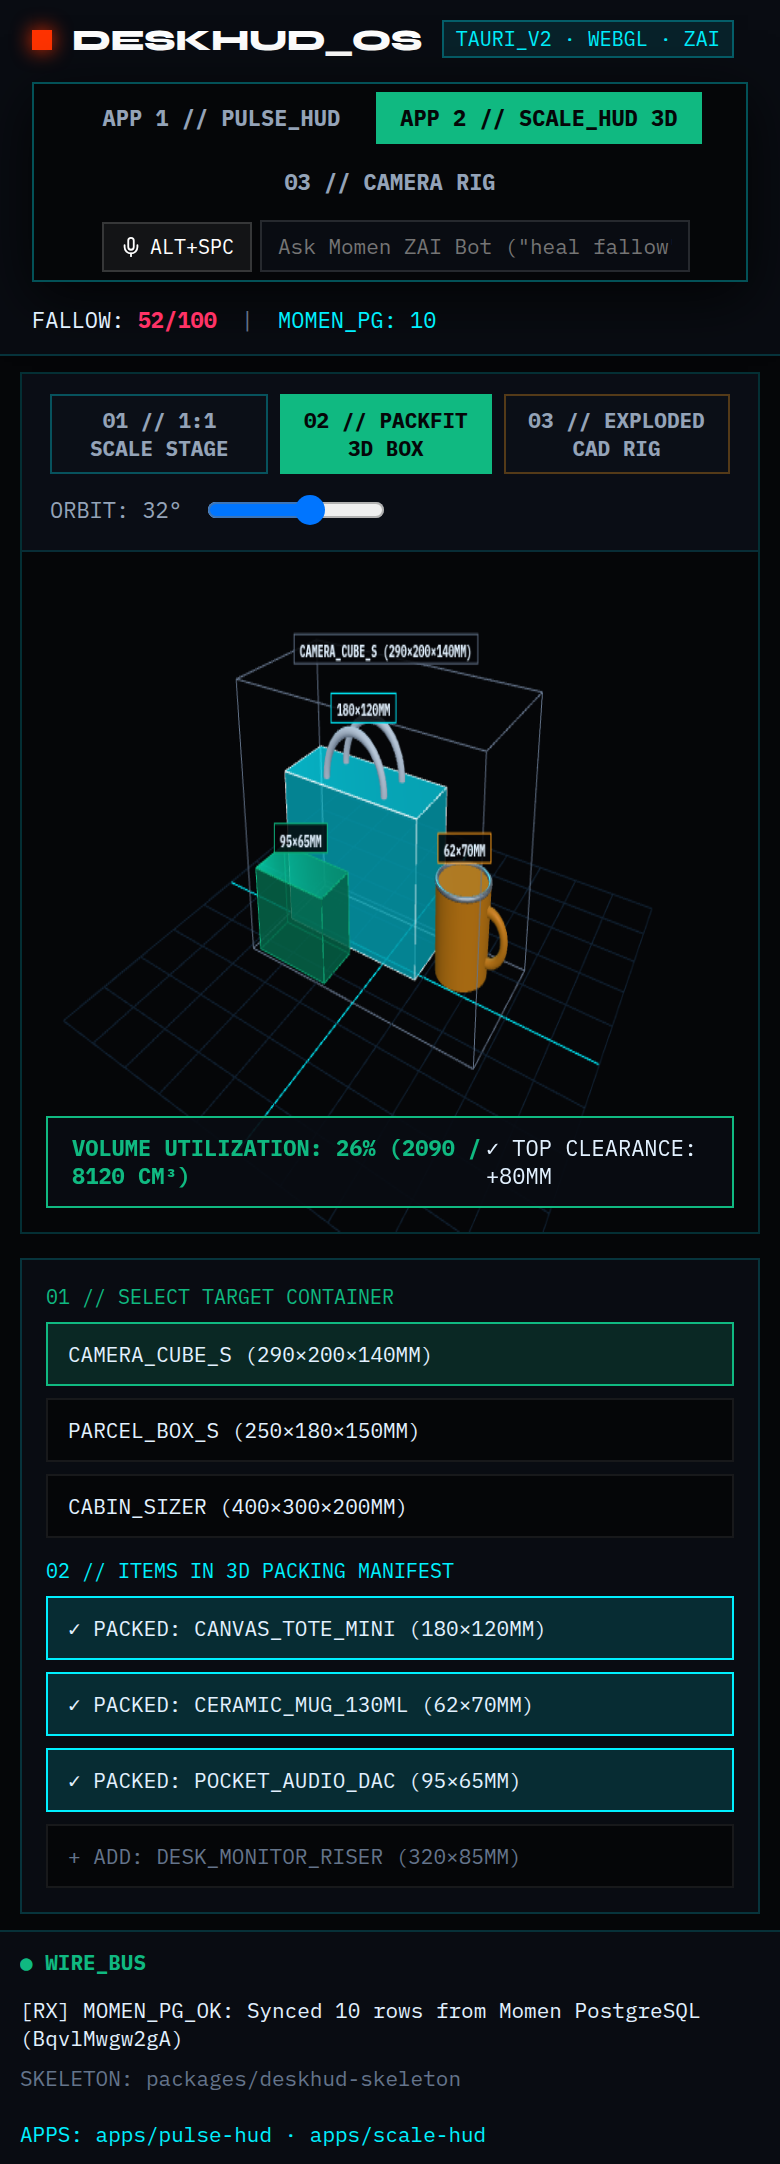 DESKHUD_OS
TAURI_V2 · WEBGL · ZAI
APP 1 // PULSE_HUD
APP 2 // SCALE_HUD 3D
03 // CAMERA RIG
ALT+SPC
Ask Momen ZAI Bot ("heal fallow
FALLOW: 52/100 | MOMEN_PG: 10
01 // 1:1
SCALE STAGE
02 // PACKFIT
3D BOX
03 // EXPLODED
CAD RIG
ORBIT: 32°
CAMERA_CUBE_S (290×200×140MM)
180×120MM
95×65MM
62×70MM
VOLUME UTILIZATION: 26% (2090 /
8120 CM³)
✓ TOP CLEARANCE:
+80MM
01 // SELECT TARGET CONTAINER
CAMERA_CUBE_S (290×200×140MM)
PARCEL_BOX_S (250×180×150MM)
CABIN_SIZER (400×300×200MM)
02 // ITEMS IN 3D PACKING MANIFEST
✓ PACKED: CANVAS_TOTE_MINI (180×120MM)
✓ PACKED: CERAMIC_MUG_130ML (62×70MM)
✓ PACKED: POCKET_AUDIO_DAC (95×65MM)
+ ADD: DESK_MONITOR_RISER (320×85MM)
● WIRE_BUS
[RX] MOMEN_PG_OK: Synced 10 rows from Momen PostgreSQL
(BqvlMwgw2gA)
SKELETON: packages/deskhud-skeleton
APPS: apps/pulse-hud · apps/scale-hud